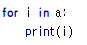 for i in a:
    print(i)